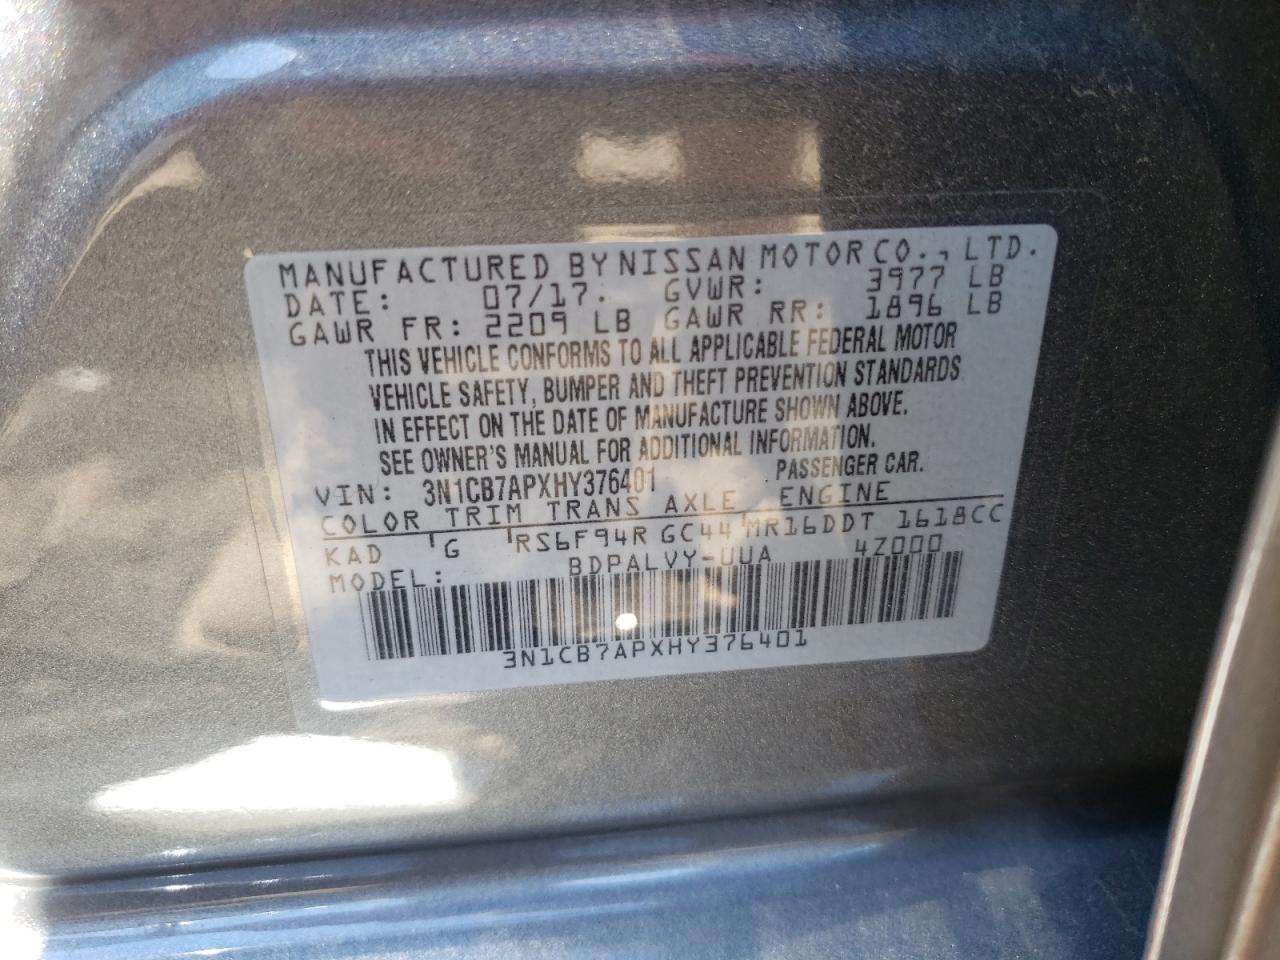 MANUFACTURED BY NISSAN MOTOR CO., LTD.
DATE: 07/17. GVWR: 3977 LB
GAWR FR: 2209 LB GAWR RR: 1896 LB
THIS VEHICLE CONFORMS TO ALL APPLICABLE FEDERAL MOTOR
VEHICLE SAFETY, BUMPER AND THEFT PREVENTION STANDARDS
IN EFFECT ON THE DATE OF MANUFACTURE SHOWN ABOVE.
SEE OWNER'S MANUAL FOR ADDITIONAL INFORMATION.
VIN: 3N1CB7APXHY376401 PASSENGER CAR.
COLOR TRIM TRANS AXLE ENGINE
KAD G RS6F94R GC44 MR16DDT 1618CC
MODEL: BDPALVY-UUA 4Z000
3N1CB7APXHY376401